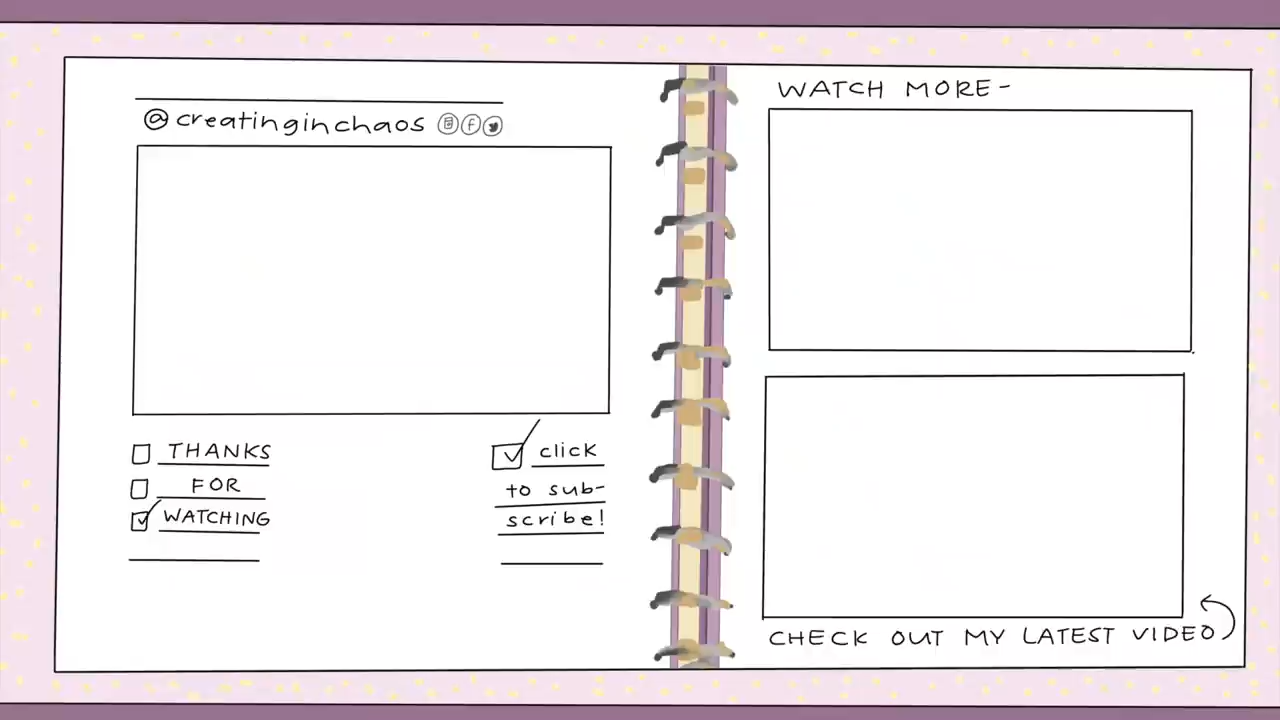 @creatinginchaos
THANKS
FOR
WATCHING
click
to sub-
scribe!
WATCH MORE-
CHECK OUT MY LATEST VIDEO